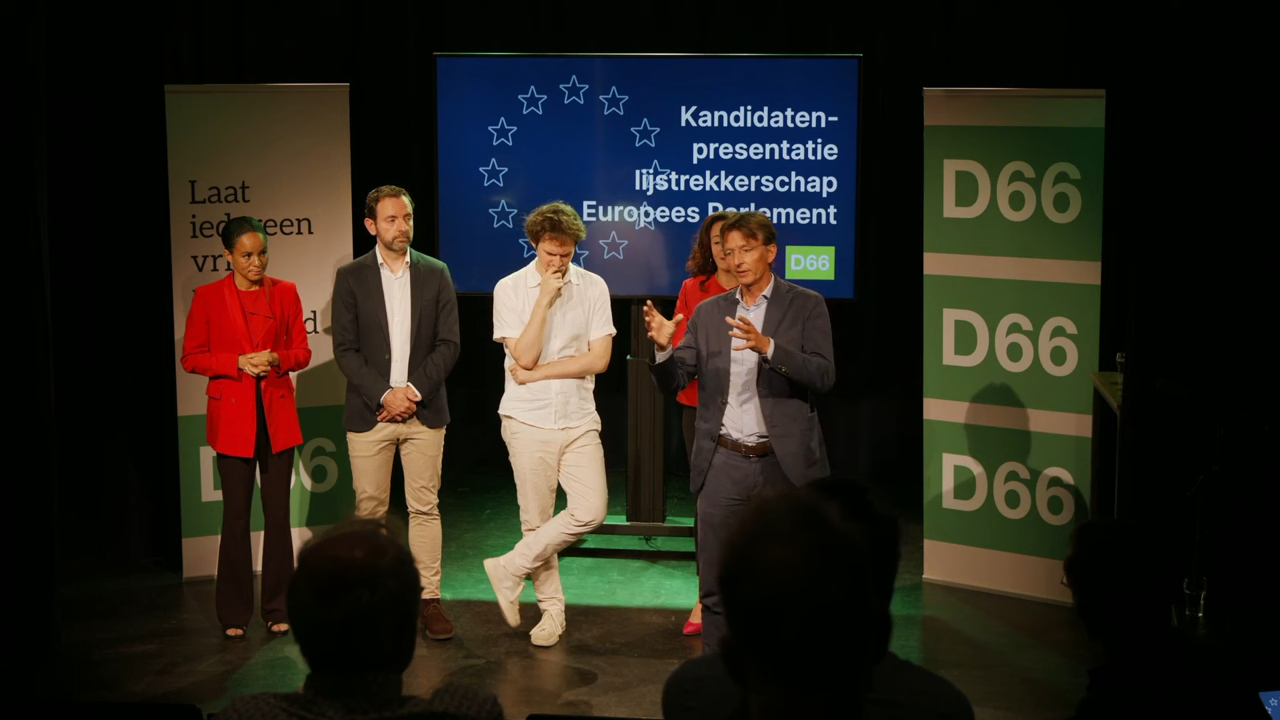 Kandidaten-
presentatie
lijstrekkerschap
Europees Parlement
D66
Laat
iedereen
D66
D66
D66
D66